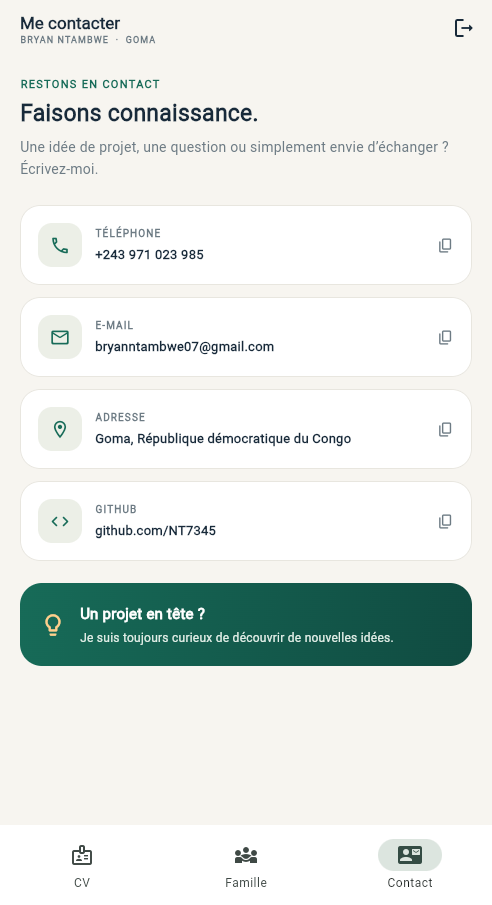 Me contacter
BRYAN NTAMBWE · GOMA
RESTONS EN CONTACT
Faisons connaissance.
Une idée de projet, une question ou simplement envie d’échanger ?
Écrivez-moi.
TÉLÉPHONE
+243 971 023 985
E-MAIL
bryanntambwe07@gmail.com
ADRESSE
Goma, République démocratique du Congo
GITHUB
github.com/NT7345
Un projet en tête ?
Je suis toujours curieux de découvrir de nouvelles idées.
CV
Famille
Contact